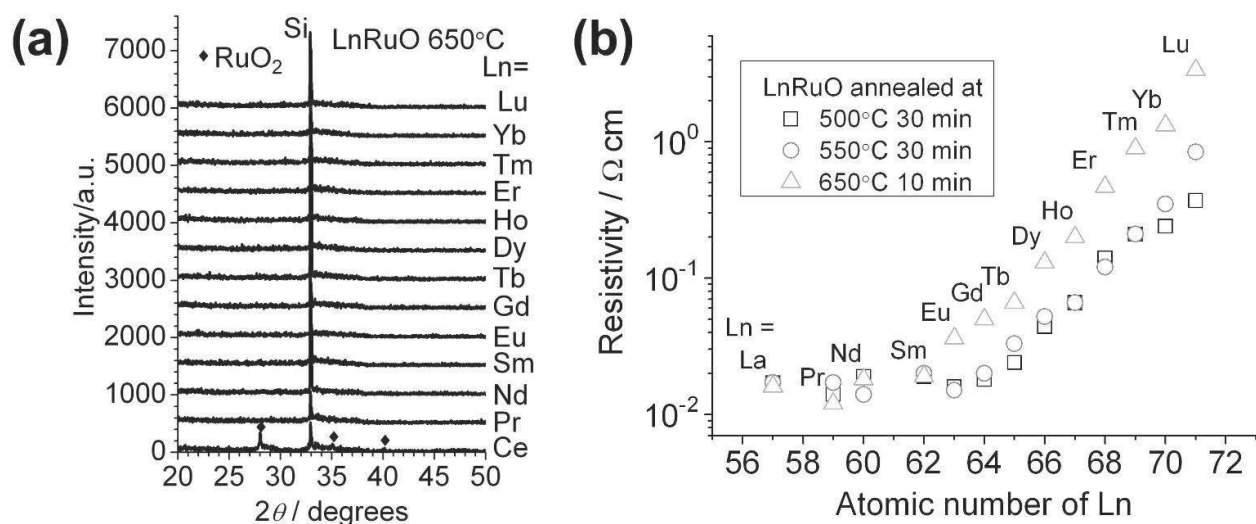 (a)
Intensity/a.u.
7000
6000
5000
4000
3000
2000
1000
0
♦ RuO₂
Si
LnRuO 650°C
Ln=
Lu
Yb
Tm
Er
Ho
Dy
Tb
Gd
Eu
Sm
Nd
Pr
Ce
20 25 30 35 40 45 50
2θ / degrees
(b)
Resistivity / Ω cm
10⁰
10⁻¹
10⁻²
LnRuO annealed at
□ 500°C 30 min
○ 550°C 30 min
△ 650°C 10 min
Lu
Yb
Tm
Er
Ho
Dy
Tb
Gd
Eu
Ln =
La
Pr
Nd
Sm
56 58 60 62 64 66 68 70 72
Atomic number of Ln